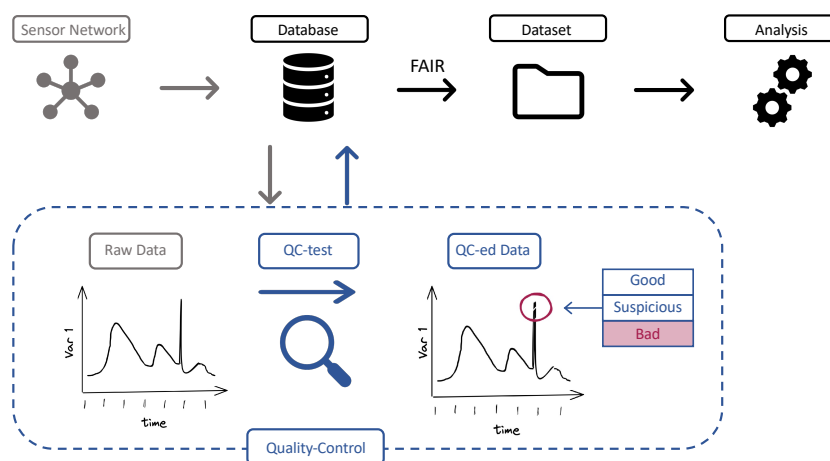 Sensor Network
Database
Dataset
Analysis
FAIR
Raw Data
QC-test
QC-ed Data
Good
Suspicious
Bad
Var 1
time
Var 1
time
Quality-Control